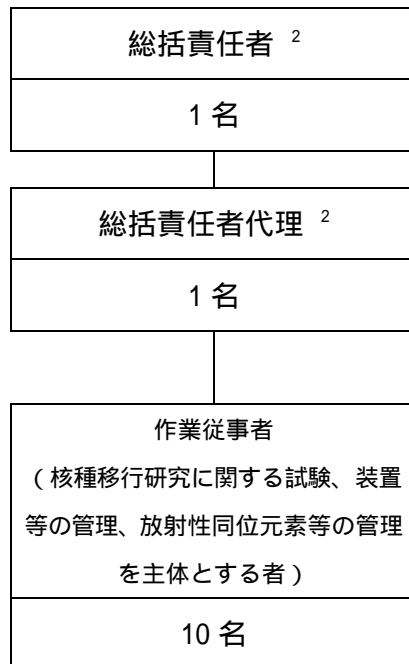 総括責任者 2
1 名
総括責任者代理 2
1 名
作業従事者
（核種移行研究に関する試験、装置
等の管理、放射性同位元素等の管理
を主体とする者）
10 名